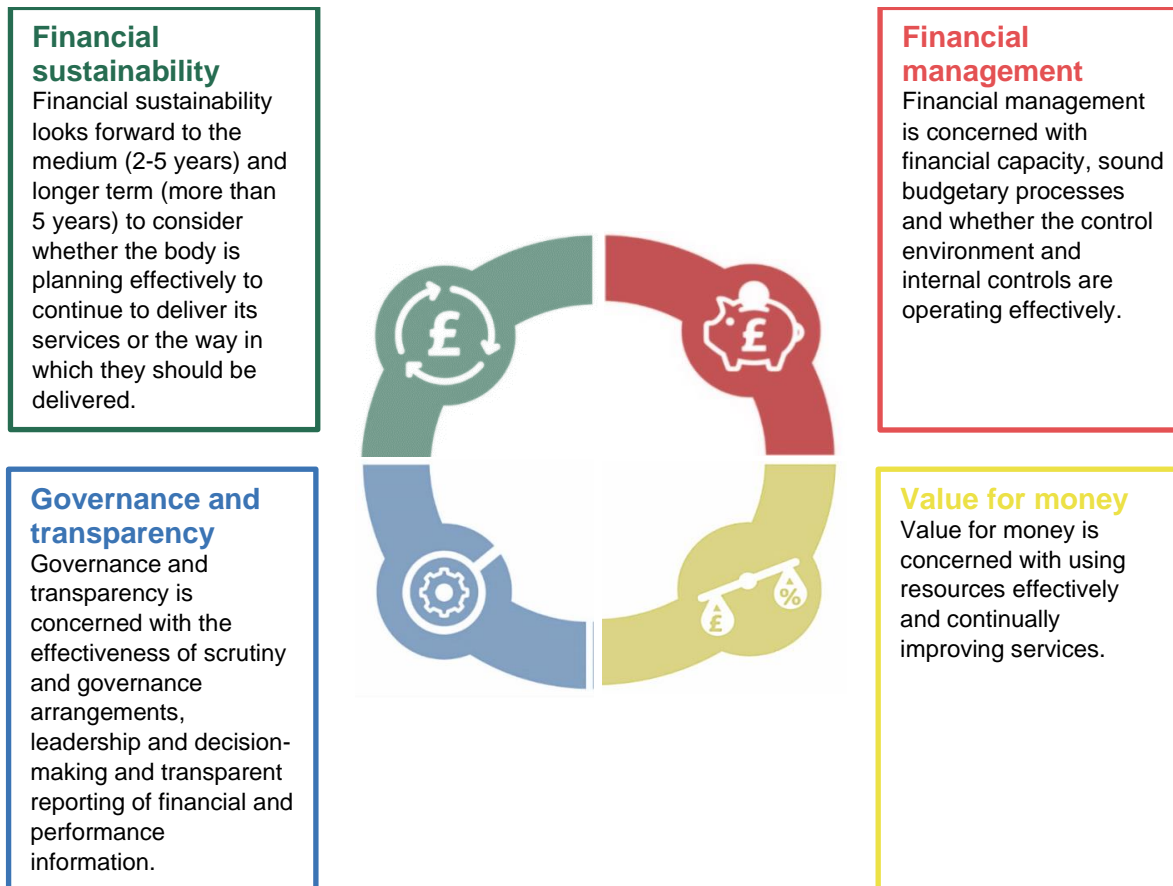 Financial
sustainability
Financial sustainability
looks forward to the
medium (2-5 years) and
longer term (more than
5 years) to consider
whether the body is
planning effectively to
continue to deliver its
services or the way in
which they should be
delivered.
Financial
management
Financial management
is concerned with
financial capacity, sound
budgetary processes
and whether the control
environment and
internal controls are
operating effectively.
£
£
Governance and
transparency
Governance and
transparency is
concerned with the
effectiveness of scrutiny
and governance
arrangements,
leadership and decision-
making and transparent
reporting of financial and
performance
information.
£
%
Value for money
Value for money is
concerned with using
resources effectively
and continually
improving services.